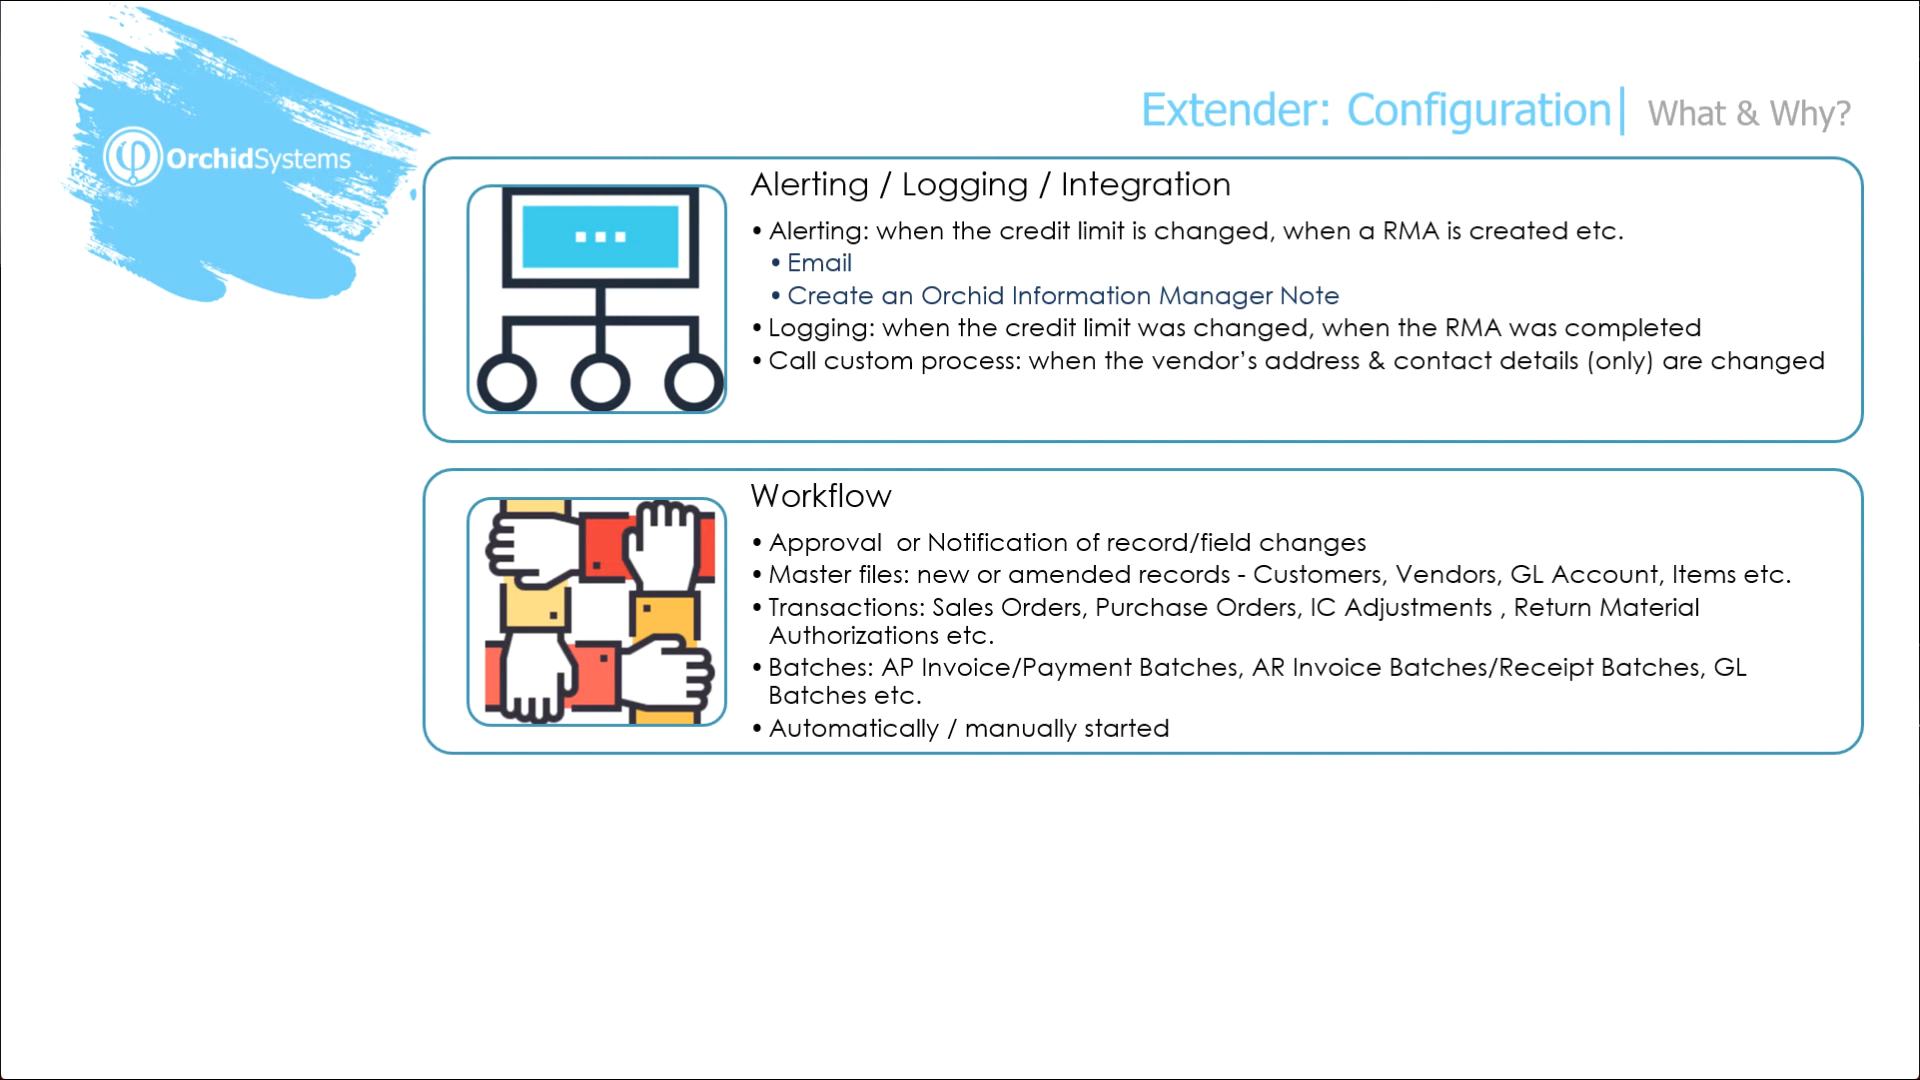 OrchidSystems
Extender: Configuration| What & Why?
Alerting / Logging / Integration
• Alerting: when the credit limit is changed, when a RMA is created etc.
• Email
• Create an Orchid Information Manager Note
• Logging: when the credit limit was changed, when the RMA was completed
• Call custom process: when the vendor’s address & contact details (only) are changed
Workflow
• Approval  or Notification of record/field changes
• Master files: new or amended records - Customers, Vendors, GL Account, Items etc.
• Transactions: Sales Orders, Purchase Orders, IC Adjustments , Return Material
Authorizations etc.
• Batches: AP Invoice/Payment Batches, AR Invoice Batches/Receipt Batches, GL
Batches etc.
• Automatically / manually started